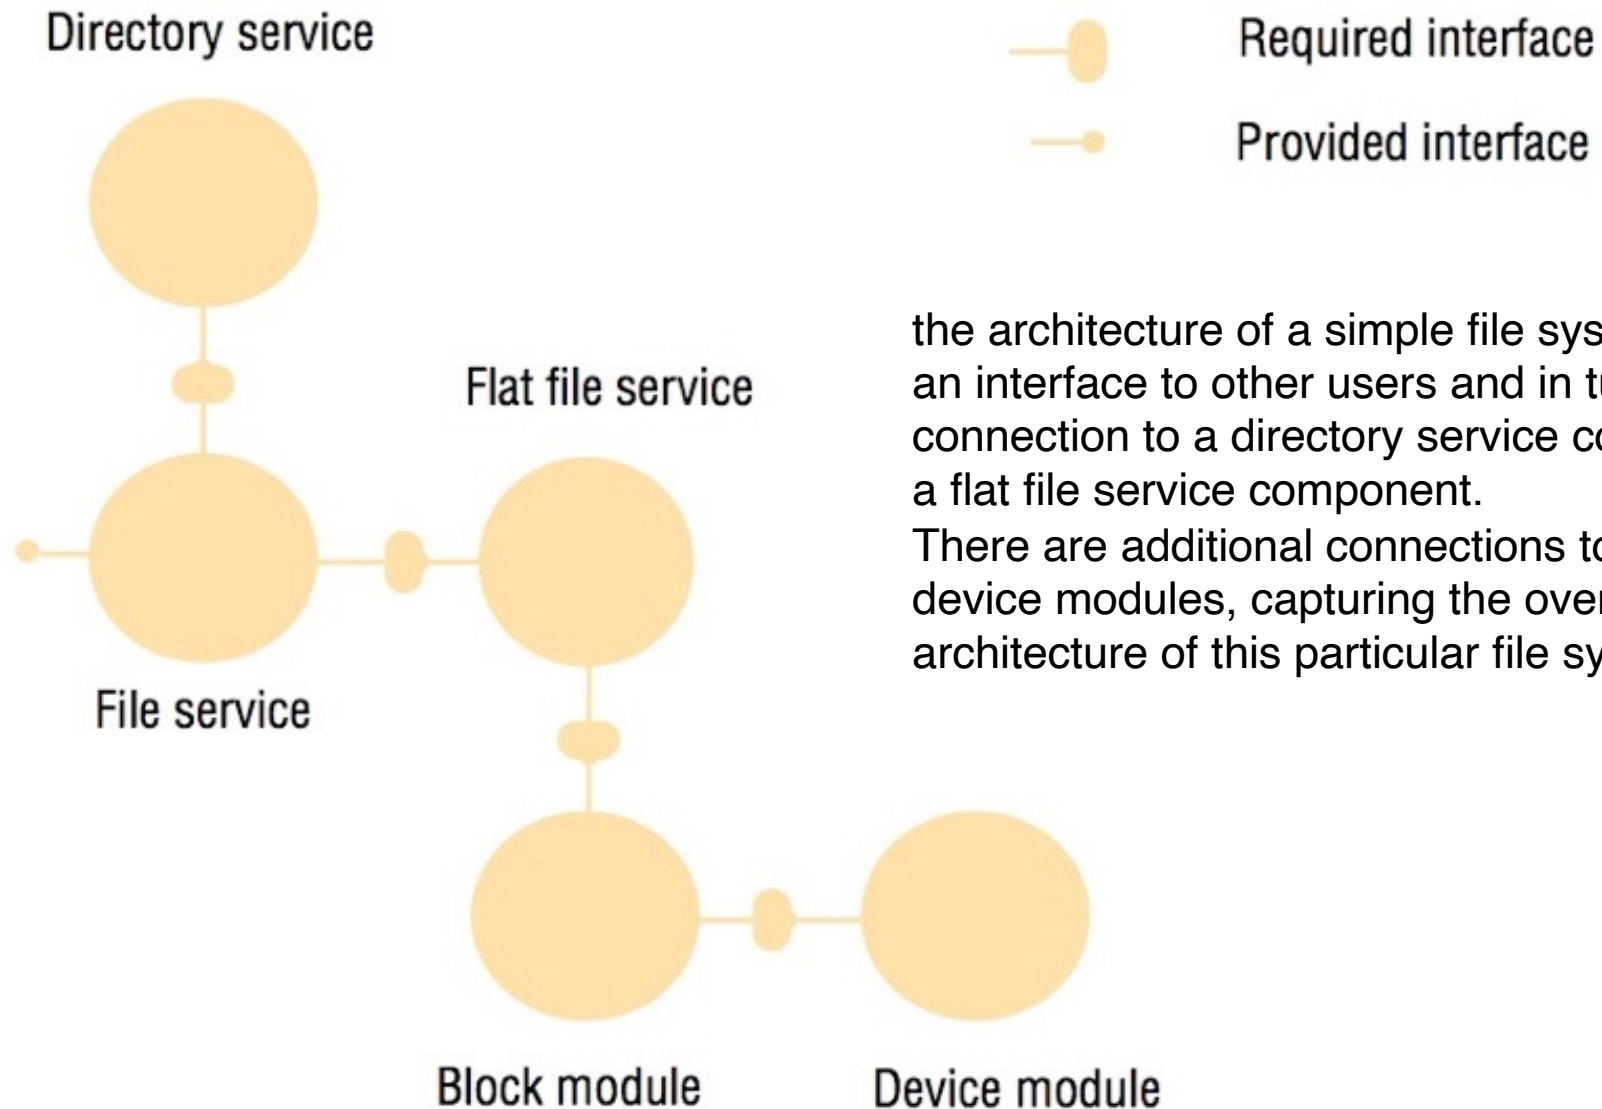 Directory service
Required interface
Provided interface
Flat file service
File service
Block module
Device module
the architecture of a simple file
an interface to other users and in
connection to a directory service
a flat file service component.
There are additional connections
device modules, capturing the
architecture of this particular file